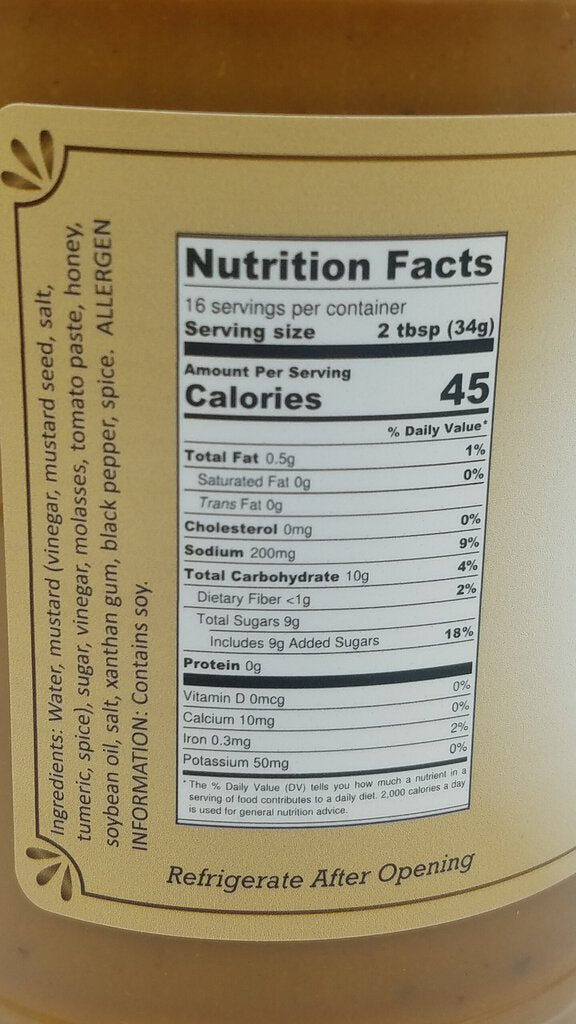 Ingredients: Water, mustard (vinegar, mustard seed, salt,
tumeric, spice), sugar, vinegar, molasses, tomato paste, honey,
soybean oil, salt, xanthan gum, black pepper, spice. ALLERGEN
INFORMATION: Contains soy.
Nutrition Facts
16 servings per container
Serving size 2 tbsp (34g)
Amount Per Serving
Calories 45
% Daily Value*
Total Fat 0.5g 1%
Saturated Fat 0g 0%
Trans Fat 0g
Cholesterol 0mg 0%
Sodium 200mg 9%
Total Carbohydrate 10g 4%
Dietary Fiber <1g 2%
Total Sugars 9g
Includes 9g Added Sugars 18%
Protein 0g
Vitamin D 0mcg 0%
Calcium 10mg 0%
Iron 0.3mg 2%
Potassium 50mg 0%
* The % Daily Value (DV) tells you how much a nutrient in a
serving of food contributes to a daily diet. 2,000 calories a day
is used for general nutrition advice.
Refrigerate After Opening